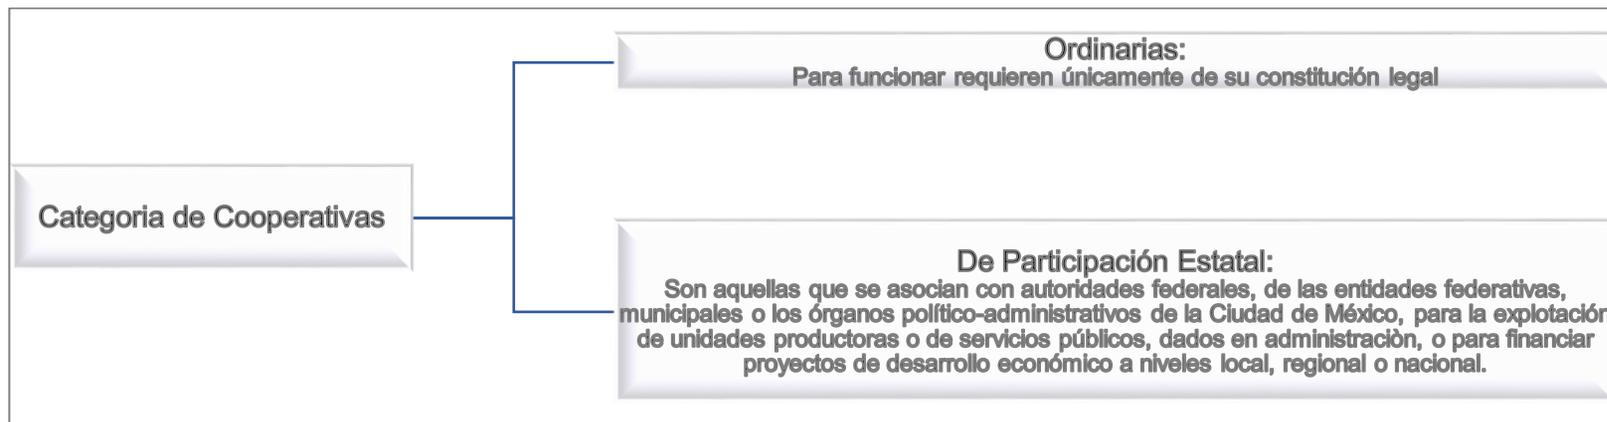 Categoria de Cooperativas
Ordinarias:
Para funcionar requieren únicamente de su constitución legal
De Participación Estatal:
Son aquellas que se asocian con autoridades federales, de las entidades federativas,
municipales o los órganos político-administrativos de la Ciudad de México, para la explotación
de unidades productoras o de servicios públicos, dados en administraciòn, o para financiar
proyectos de desarrollo económico a niveles local, regional o nacional.